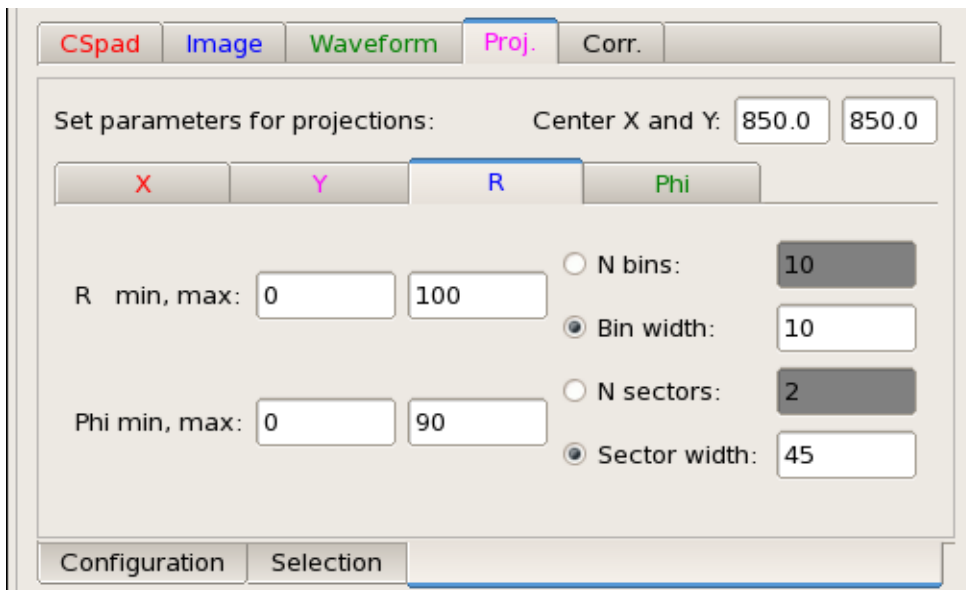 CSpad Image Waveform Proj. Corr.
Set parameters for projections: Center X and Y: 850.0 850.0
X Y R Phi
N bins: 10
R min, max: 0 100
Bin width: 10
N sectors: 2
Phi min, max: 0 90
Sector width: 45
Configuration Selection